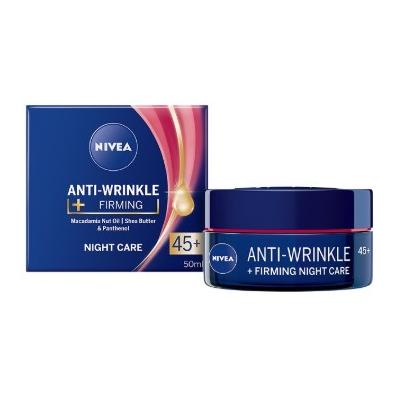 NIVEA
ANTI-WRINKLE
+ FIRMING
Macadamia Nut Oil | Shea Butter
& Panthenol
NIGHT CARE
45+
50ml
NIVEA
ANTI-WRINKLE 45+
+ FIRMING NIGHT CARE